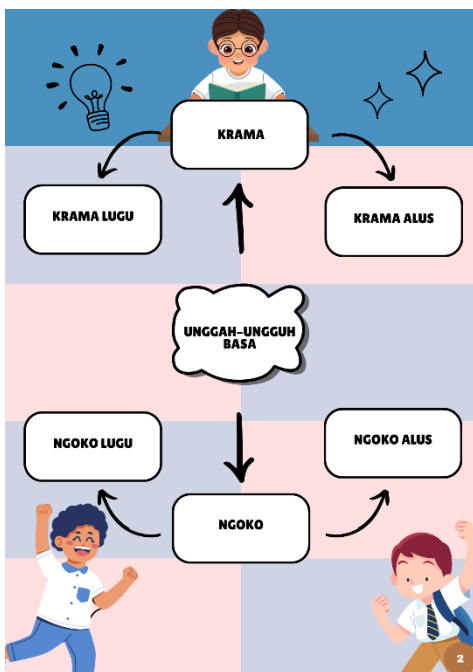 KRAMA
KRAMA LUGU
KRAMA ALUS
UNGGAH-UNGGUH
BASA
NGOKO LUGU
NGOKO ALUS
NGOKO
2